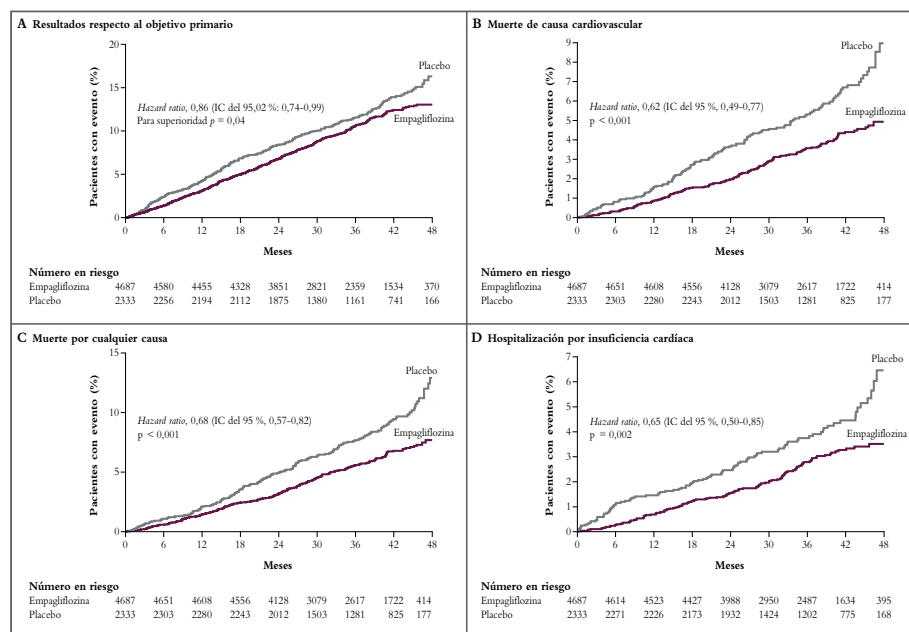 A Resultados respecto al objetivo primario
Pacientes con evento (%)
20
15
10
5
0
Hazard ratio, 0,86 (IC del 95,02 %: 0,74-0,99)
Para superioridad p = 0,04
Placebo
Empagliflozina
0 6 12 18 24 30 36 42 48
Meses
Número en riesgo
Empagliflozina 4687 4580 4455 4328 3851 2821 2359 1534 370
Placebo 2333 2256 2194 2112 1875 1380 1161 741 166
B Muerte de causa cardiovascular
Pacientes con evento (%)
9
8
7
6
5
4
3
2
1
0
Hazard ratio, 0,62 (IC del 95 %, 0,49-0,77)
p < 0,001
Placebo
Empagliflozina
0 6 12 18 24 30 36 42 48
Meses
Número en riesgo
Empagliflozina 4687 4651 4608 4556 4128 3079 2617 1722 414
Placebo 2333 2303 2280 2243 2012 1503 1281 825 177
C Muerte por cualquier causa
Pacientes con evento (%)
15
10
5
0
Hazard ratio, 0,68 (IC del 95 %, 0,57-0,82)
p < 0,001
Placebo
Empagliflozina
0 6 12 18 24 30 36 42 48
Meses
Número en riesgo
Empagliflozina 4687 4651 4608 4556 4128 3079 2617 1722 414
Placebo 2333 2303 2280 2243 2012 1503 1281 825 177
D Hospitalización por insuficiencia cardíaca
Pacientes con evento (%)
7
6
5
4
3
2
1
0
Hazard ratio, 0,65 (IC del 95 %, 0,50-0,85)
p = 0,002
Placebo
Empagliflozina
0 6 12 18 24 30 36 42 48
Meses
Número en riesgo
Empagliflozina 4687 4614 4523 4427 3988 2950 2487 1634 395
Placebo 2333 2271 2226 2173 1932 1424 1202 775 168